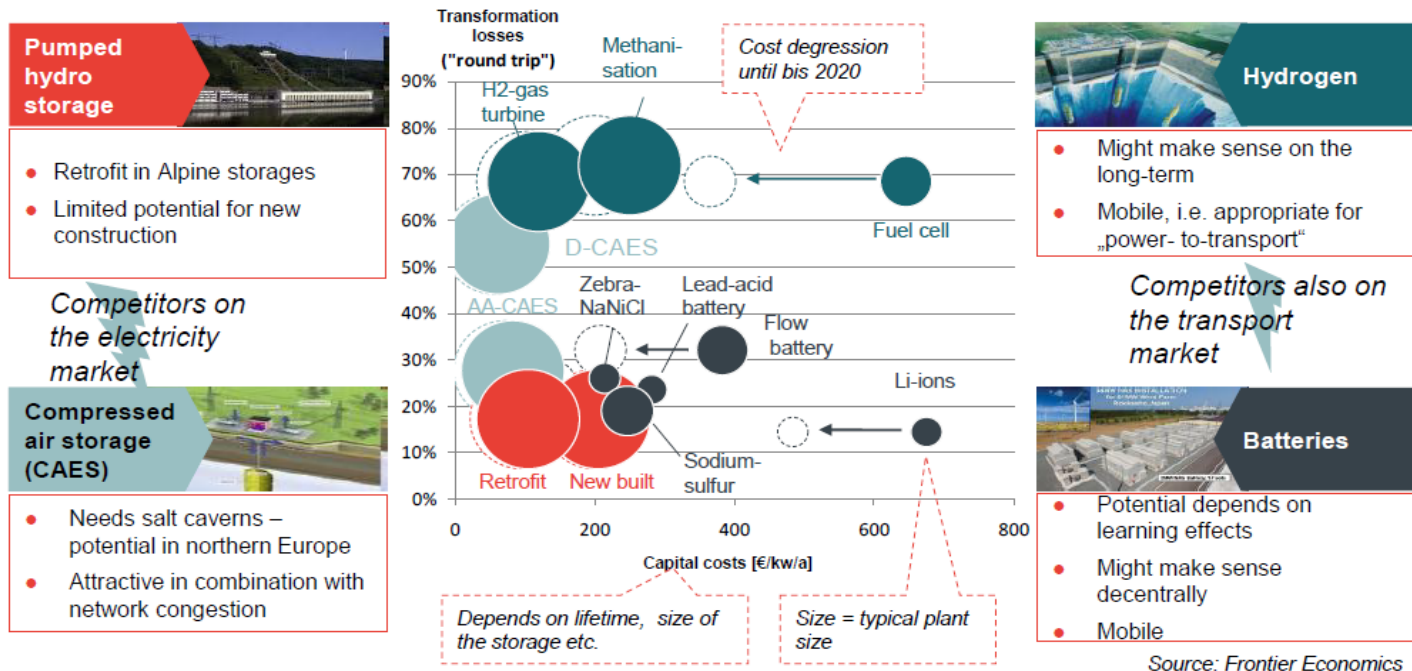 Pumped
hydro
storage
● Retrofit in Alpine storages
● Limited potential for new
construction
Competitors on
the electricity
market
Compressed
air storage
(CAES)
● Needs salt caverns –
potential in northern Europe
● Attractive in combination with
network congestion
Transformation
losses
("round trip")
90%
80%
70%
60%
50%
40%
30%
20%
10%
0%
Methani-
sation
H2-gas
turbine
Cost degression
until bis 2020
Fuel cell
D-CAES
AA-CAES
Zebra-
NaNiCl
Lead-acid
battery
Flow
battery
Li-ions
Retrofit
New built
Sodium-
sulfur
0
200
400
600
800
Capital costs [€/kw/a]
Depends on lifetime, size of
the storage etc.
Size = typical plant
size
Hydrogen
● Might make sense on the
long-term
● Mobile, i.e. appropriate for
„power- to-transport“
Competitors also on
the transport
market
Batteries
● Potential depends on
learning effects
● Might make sense
decentrally
● Mobile
Source: Frontier Economics